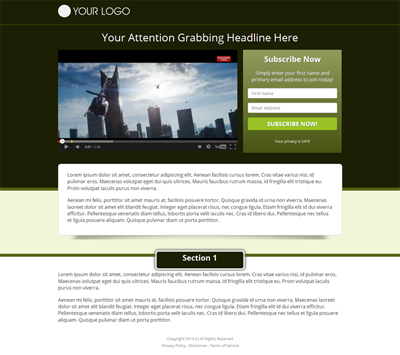 YOUR LOGO
Your Attention Grabbing Headline Here
Subscribe Now
Simply enter your first name and
primary email address to join today!
First Name
Email Address
SUBSCRIBE NOW!
Your privacy is SAFE
Lorem ipsum dolor sit amet, consectetur adipiscing elit. Aenean facilisis cursus lorem. Cras vitae varius nisi, id
pulvinar eros. Maecenas volutpat eget dui quis ultrices. Mauris faucibus rutrum massa, id fringilla elit tristique eu.
Proin volutpat iaculis purus non viverra.
Aenean mi felis, porttitor sit amet mauris at, facilisis posuere tortor. Quisque gravida id urna non viverra. Maecenas
laoreet dolor sit amet elit blandit feugiat. Integer eget placerat risus, nec congue ligula. Etiam fringilla elit id dui viverra
efficitur. Pellentesque venenatis diam tellus, lobortis porta velit iaculis nec. Cras id libero dui. Pellentesque tellus et
ligula posuere aliquam. Quisque pulvinar diam ut porta porttitor.
Section 1
Lorem ipsum dolor sit amet, consectetur adipiscing elit. Aenean facilisis cursus lorem. Cras vitae varius nisi, id pulvinar eros.
Maecenas volutpat eget dui quis ultrices. Mauris faucibus rutrum massa, id fringilla elit tristique eu. Proin volutpat iaculis
purus non viverra.
Aenean mi felis, porttitor sit amet mauris at, facilisis posuere tortor. Quisque gravida id urna non viverra. Maecenas laoreet
dolor sit amet elit blandit feugiat. Integer eget placerat risus, nec congue ligula. Etiam fringilla elit id dui viverra efficitur.
Pellentesque venenatis diam tellus, lobortis porta velit iaculis nec. Cras id libero dui. Pellentesque tellus et ligula posuere
aliquam. Quisque pulvinar diam ut porta porttitor.
Copyright 2014 | All Rights Reserved
Privacy Policy - Disclaimer - Terms of Service